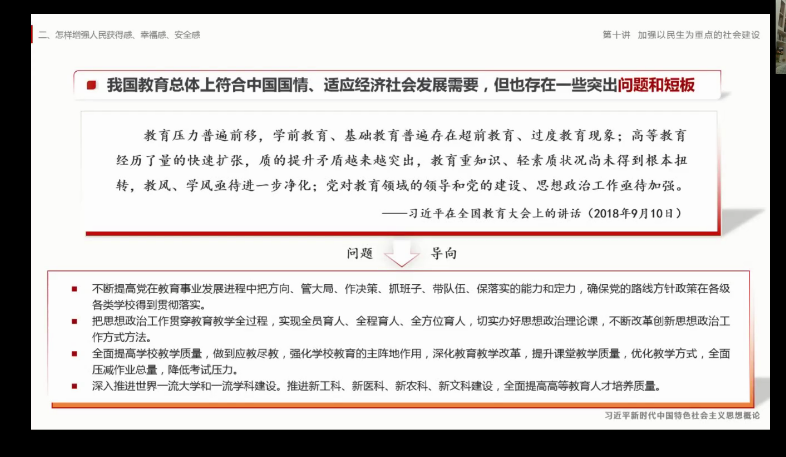 二、怎样增强人民获得感、幸福感、安全感
第十讲 加强以民生为重点的社会建设
我国教育总体上符合中国国情、适应经济社会发展需要，但也存在一些突出问题和短板
教育压力普遍前移，学前教育、基础教育普遍存在超前教育、过度教育现象；高等教育
经历了量的快速扩张，质的提升矛盾越来越突出，教育重知识、轻素质状况尚未得到根本扭
转，教风、学风亟待进一步净化；党对教育领域的领导和党的建设、思想政治工作亟待加强。
——习近平在全国教育大会上的讲话（2018年9月10日）
问题 导向
不断提高党在教育事业发展进程中把方向、管大局、作决策、抓班子、带队伍、保落实的能力和定力，确保党的路线方针政策在各级
各类学校得到贯彻落实。
把思想政治工作贯穿教育教学全过程，实现全员育人、全程育人、全方位育人，切实办好思想政治理论课，不断改革创新思想政治工
作方式方法。
全面提高学校教学质量，做到应教尽教，强化学校教育的主阵地作用，深化教育教学改革，提升课堂教学质量，优化教学方式，全面
压减作业总量，降低考试压力。
深入推进世界一流大学和一流学科建设。推进新工科、新医科、新农科、新文科建设，全面提高高等教育人才培养质量。
习近平新时代中国特色社会主义思想概论